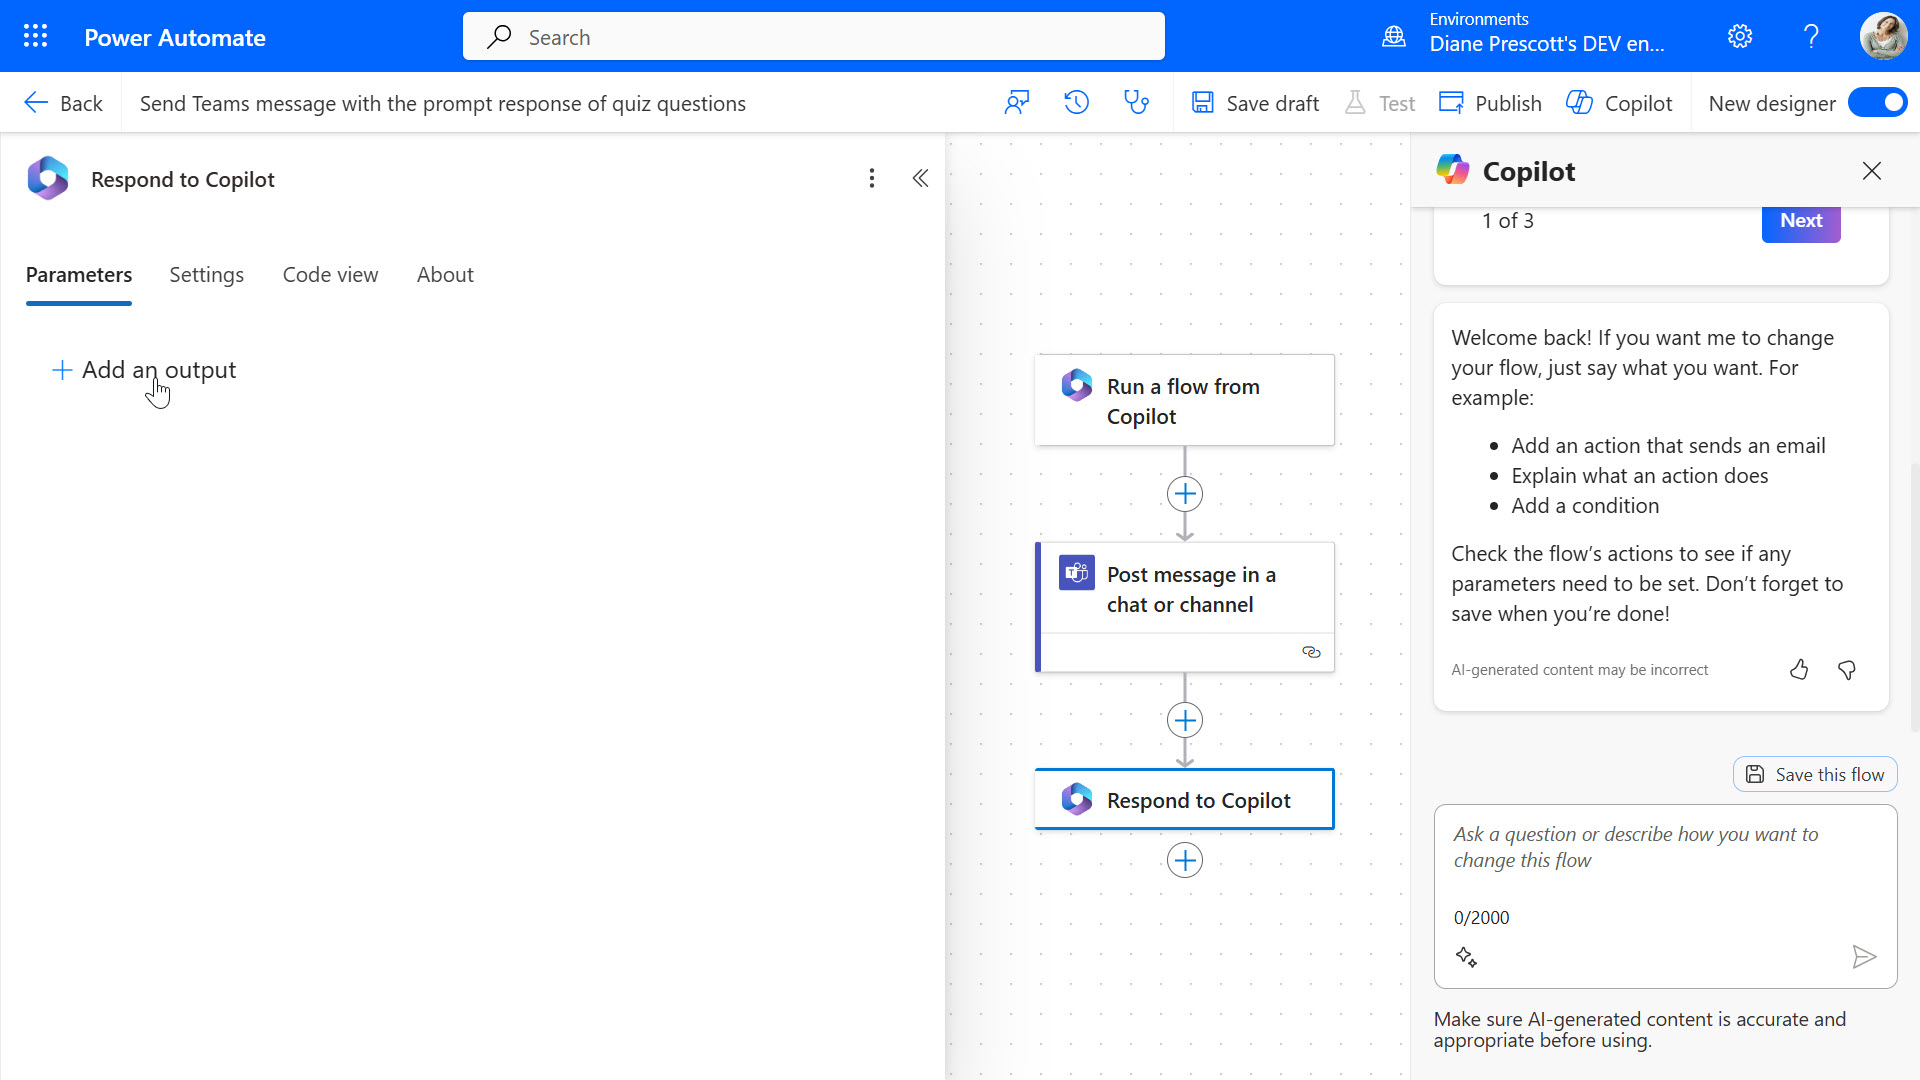 Power Automate
Search
Environments
Diane Prescott's DEV en...
Back
Send Teams message with the prompt response of quiz questions
Save draft
Test
Publish
Copilot
New designer
Respond to Copilot
Parameters
Settings
Code view
About
Add an output
Run a flow from
Copilot
Post message in a
chat or channel
Respond to Copilot
Copilot
1 of 3
Next
Welcome back! If you want me to change
your flow, just say what you want. For
example:
• Add an action that sends an email
• Explain what an action does
• Add a condition
Check the flow’s actions to see if any
parameters need to be set. Don’t forget to
save when you’re done!
AI-generated content may be incorrect
Save this flow
Ask a question or describe how you want to
change this flow
0/2000
Make sure AI-generated content is accurate and
appropriate before using.